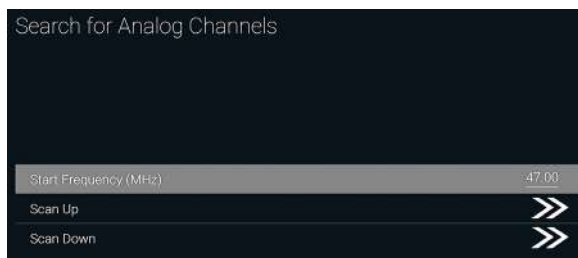 Search for Analog Channels
Start Frequency (MHz) 47.00
Scan Up
Scan Down